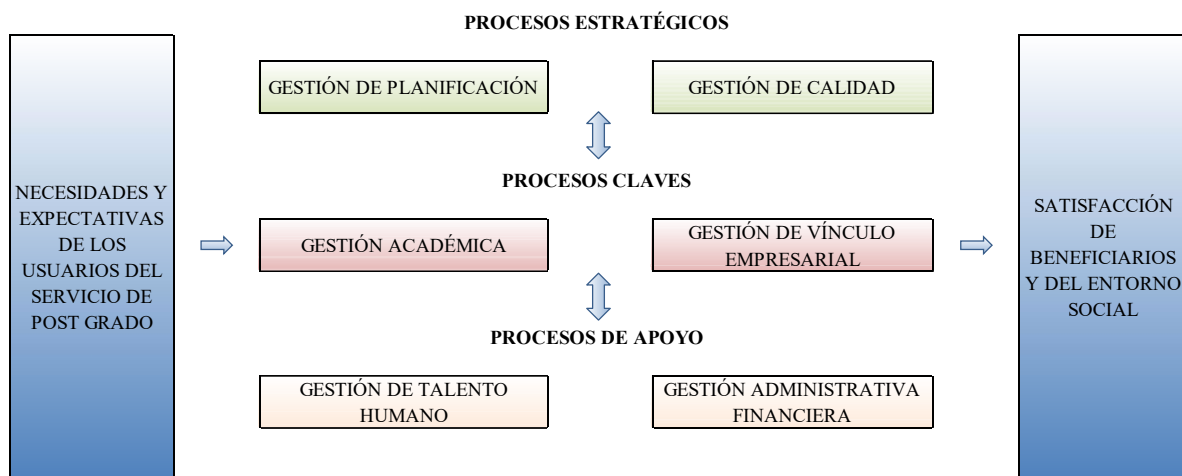 PROCESOS ESTRATÉGICOS
GESTIÓN DE PLANIFICACIÓN
GESTIÓN DE CALIDAD
PROCESOS CLAVES
NECESIDADES Y
EXPECTATIVAS
DE LOS
USUARIOS DEL
SERVICIO DE
POST GRADO
GESTIÓN ACADÉMICA
GESTIÓN DE VÍNCULO
EMPRESARIAL
SATISFACCIÓN
DE
BENEFICIARIOS
Y DEL ENTORNO
SOCIAL
PROCESOS DE APOYO
GESTIÓN DE TALENTO
HUMANO
GESTIÓN ADMINISTRATIVA
FINANCIERA